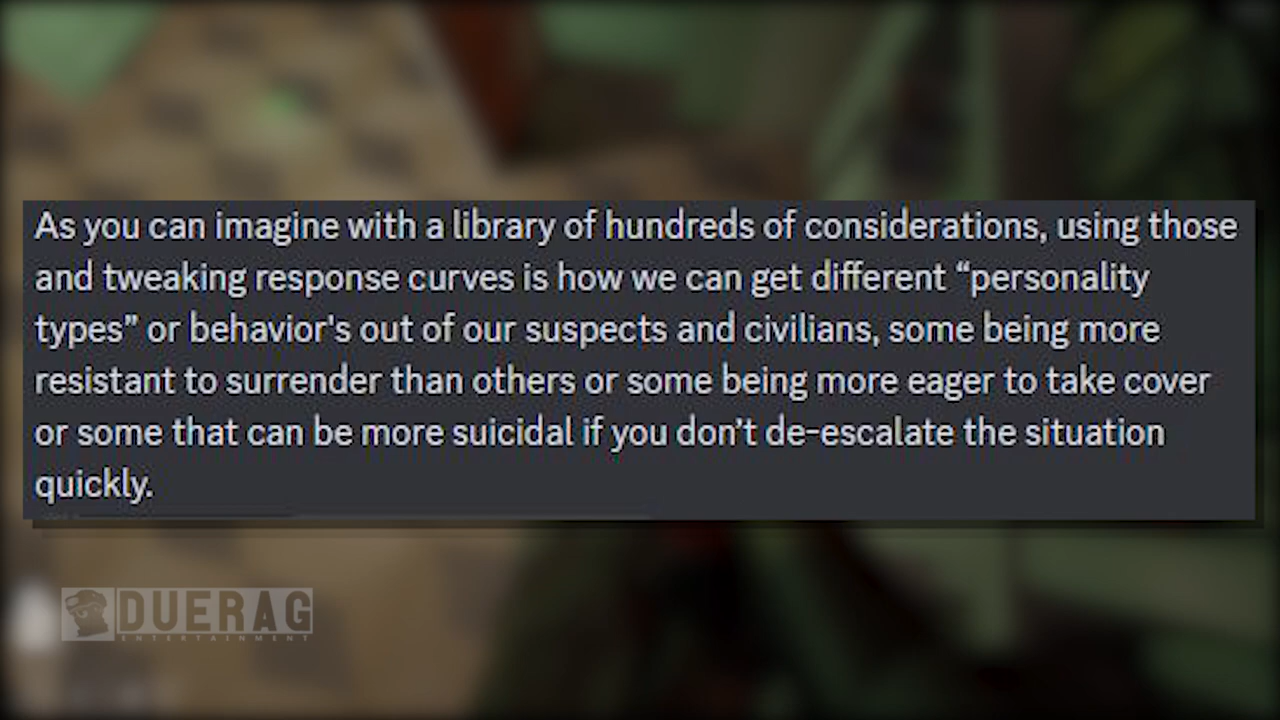 As you can imagine with a library of hundreds of considerations, using those
and tweaking response curves is how we can get different “personality
types” or behavior's out of our suspects and civilians, some being more
resistant to surrender than others or some being more eager to take cover
or some that can be more suicidal if you don’t de-escalate the situation
quickly.
DUERAG
ENTERTAINMENT